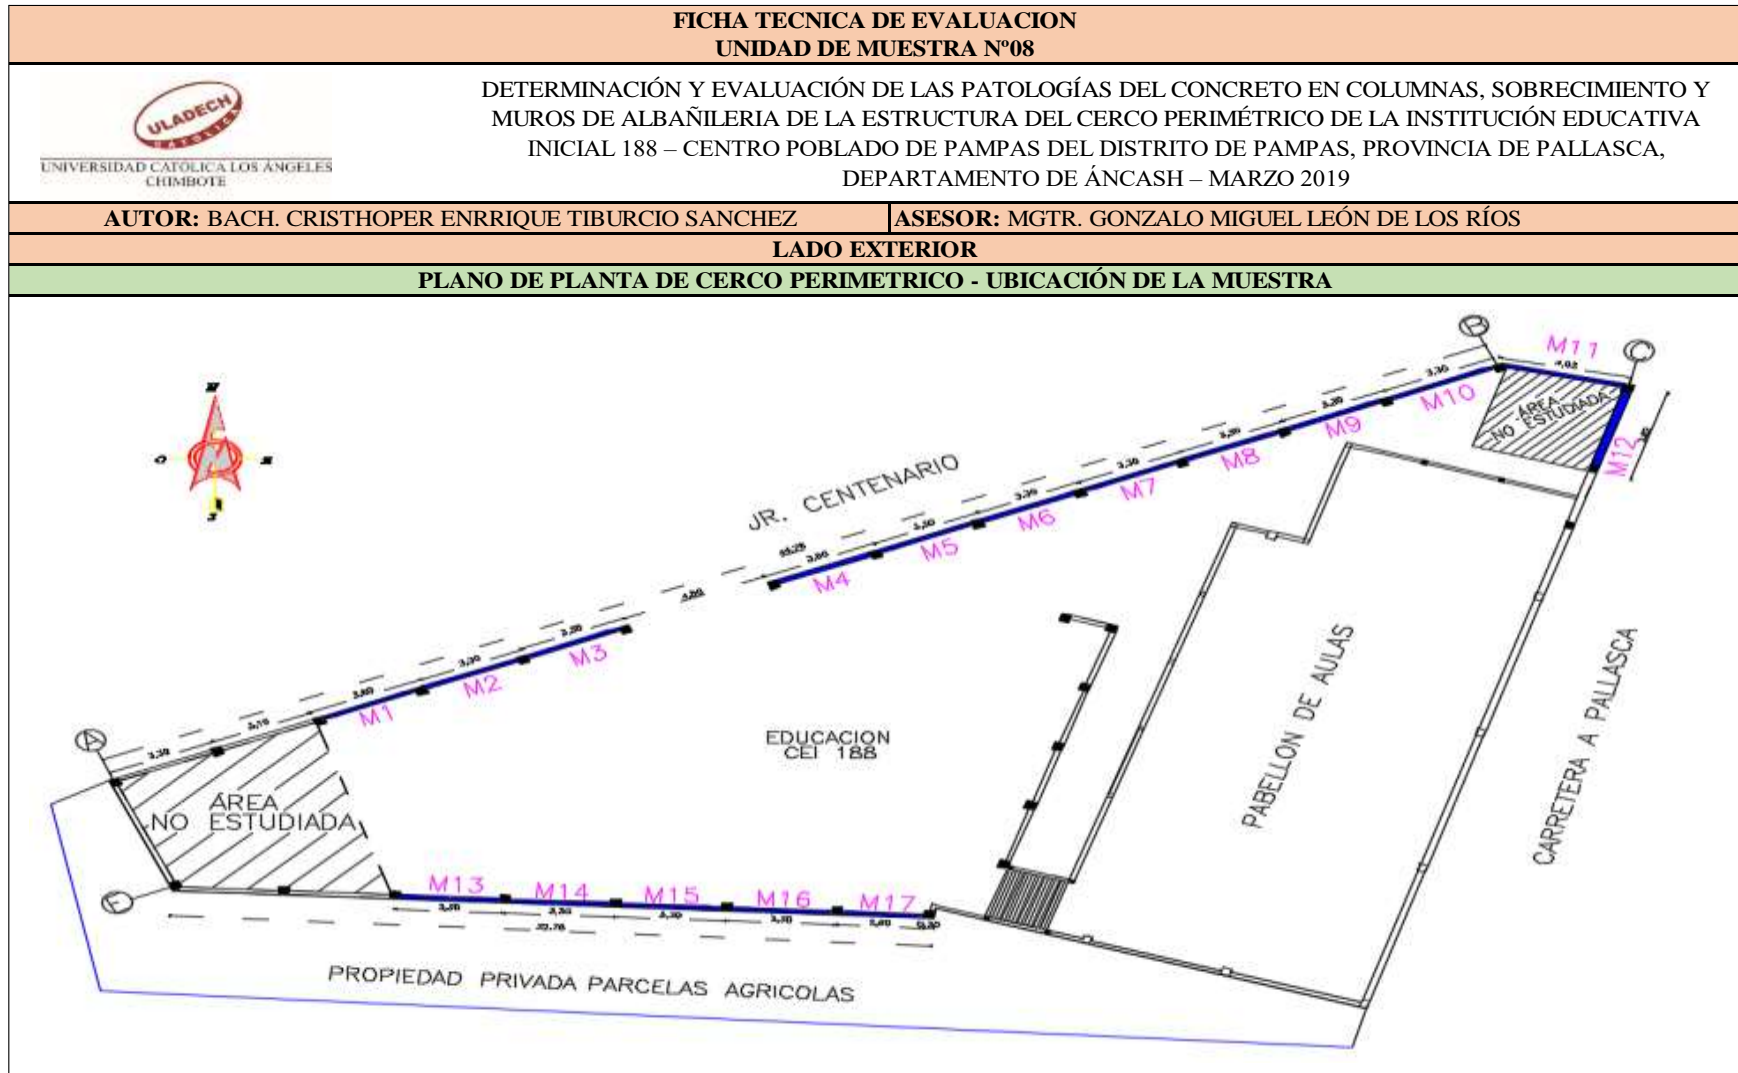 FICHA TECNICA DE EVALUACION
UNIDAD DE MUESTRA Nº08
ULADECH
CATOLICA
UNIVERSIDAD CATÓLICA LOS ÁNGELES
CHIMBOTE
DETERMINACIÓN Y EVALUACIÓN DE LAS PATOLOGÍAS DEL CONCRETO EN COLUMNAS, SOBRECIMIENTO Y
MUROS DE ALBAÑILERIA DE LA ESTRUCTURA DEL CERCO PERIMÉTRICO DE LA INSTITUCIÓN EDUCATIVA
INICIAL 188 – CENTRO POBLADO DE PAMPAS DEL DISTRITO DE PAMPAS, PROVINCIA DE PALLASCA,
DEPARTAMENTO DE ÁNCASH – MARZO 2019
AUTOR: BACH. CRISTHOPER ENRRIQUE TIBURCIO SANCHEZ
ASESOR: MGTR. GONZALO MIGUEL LEÓN DE LOS RÍOS
LADO EXTERIOR
PLANO DE PLANTA DE CERCO PERIMETRICO - UBICACIÓN DE LA MUESTRA
B
M11
C
M10
ÁREA
NO ESTUDIADA
M9
M12
M8
JR. CENTENARIO
M7
M6
M5
M4
M3
M2
M1
A
EDUCACION
CEI 188
PABELLON DE AULAS
CARRETERA A PALLASCA
ÁREA
NO ESTUDIADA
M13
M14
M15
M16
M17
F
PROPIEDAD PRIVADA PARCELAS AGRICOLAS